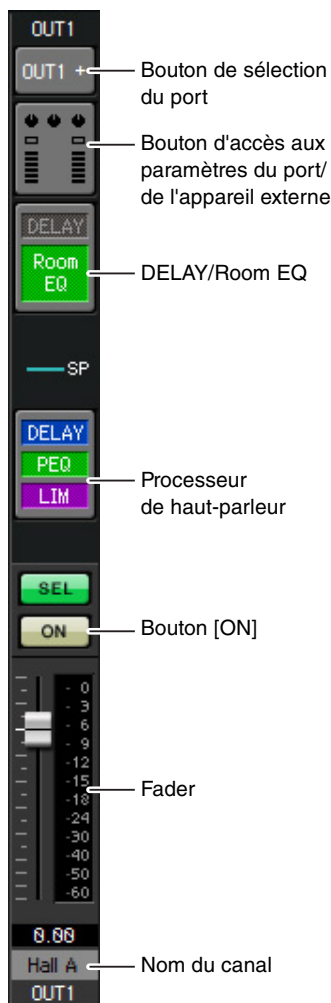 OUT1
OUT1 +
Bouton de sélection
du port
Bouton d'accès aux
paramètres du port/
de l'appareil externe
DELAY
Room
EQ
DELAY/Room EQ
SP
DELAY
PEQ
LIM
Processeur
de haut-parleur
SEL
ON
Bouton [ON]
- 0
- 3
- 6
- 9
-12
-15
-18
-24
-30
-40
-50
-60
Fader
0.00
Hall A
Nom du canal
OUT1